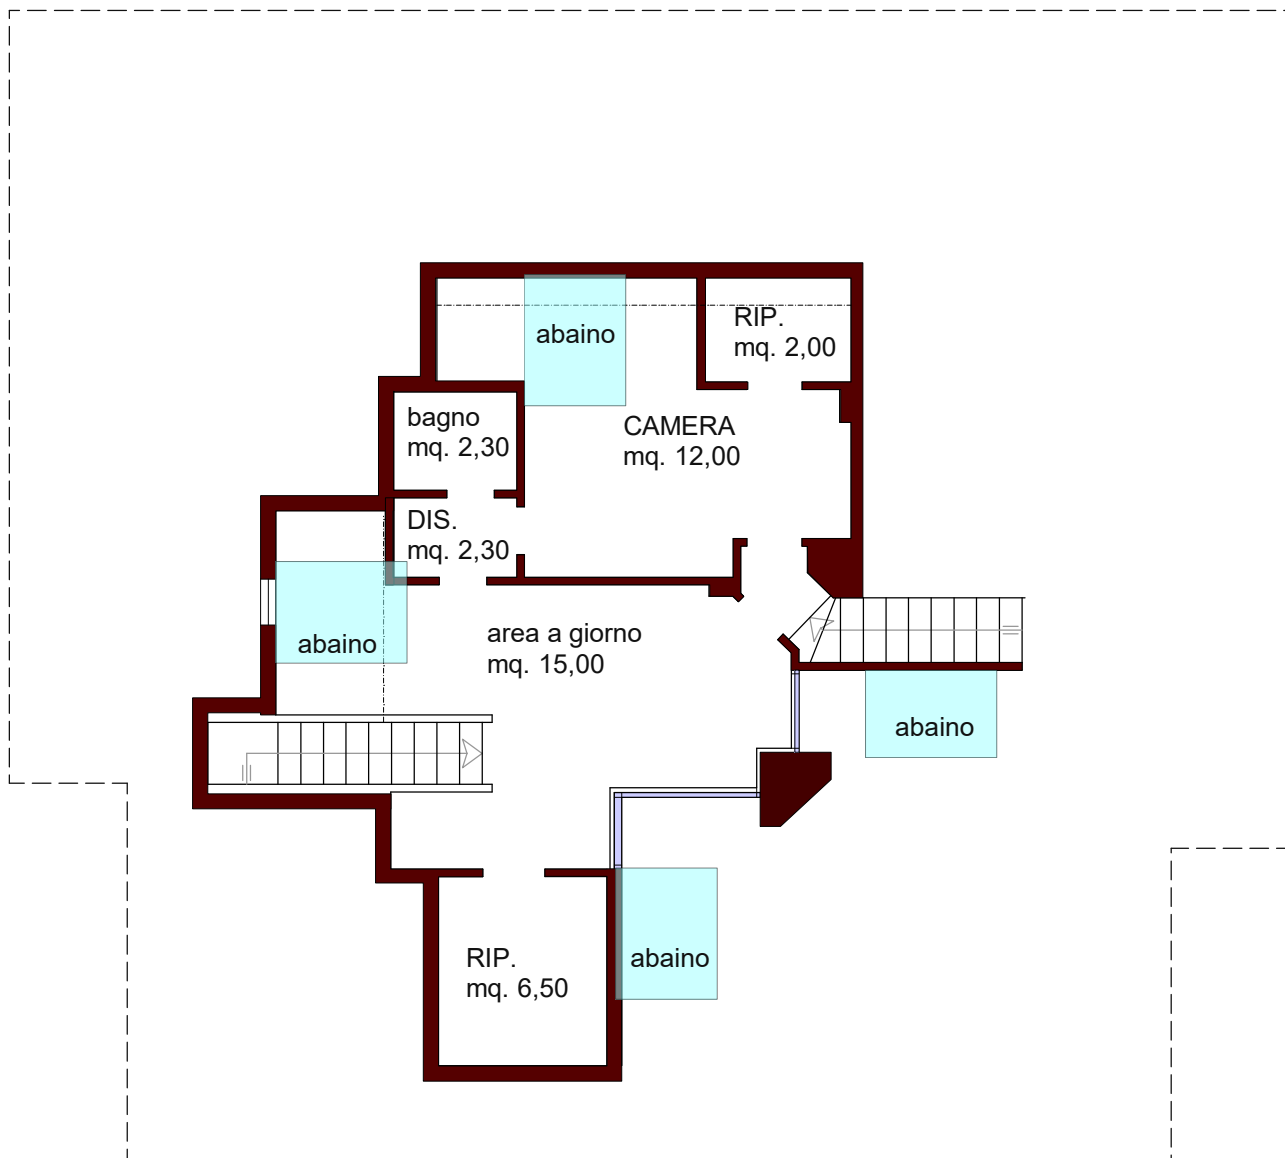 abaino
RIP.
mq. 2,00
bagno
mq. 2,30
CAMERA
mq. 12,00
DIS.
mq. 2,30
abaino
area a giorno
mq. 15,00
abaino
RIP.
mq. 6,50
abaino